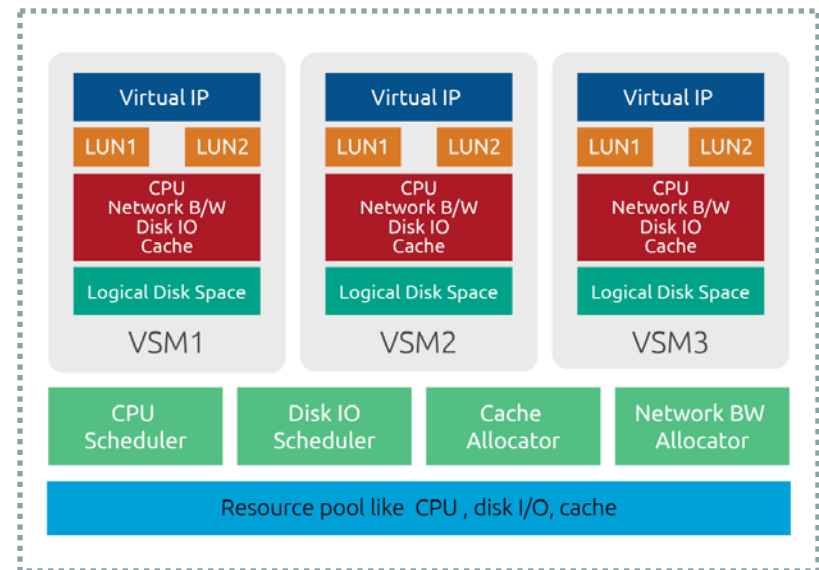 Virtual IP
LUN1 LUN2
CPU
Network B/W
Disk IO
Cache
Logical Disk Space
VSM1
Virtual IP
LUN1 LUN2
CPU
Network B/W
Disk IO
Cache
Logical Disk Space
VSM2
Virtual IP
LUN1 LUN2
CPU
Network B/W
Disk IO
Cache
Logical Disk Space
VSM3
CPU
Scheduler
Disk IO
Scheduler
Cache
Allocator
Network BW
Allocator
Resource pool like CPU , disk I/O, cache